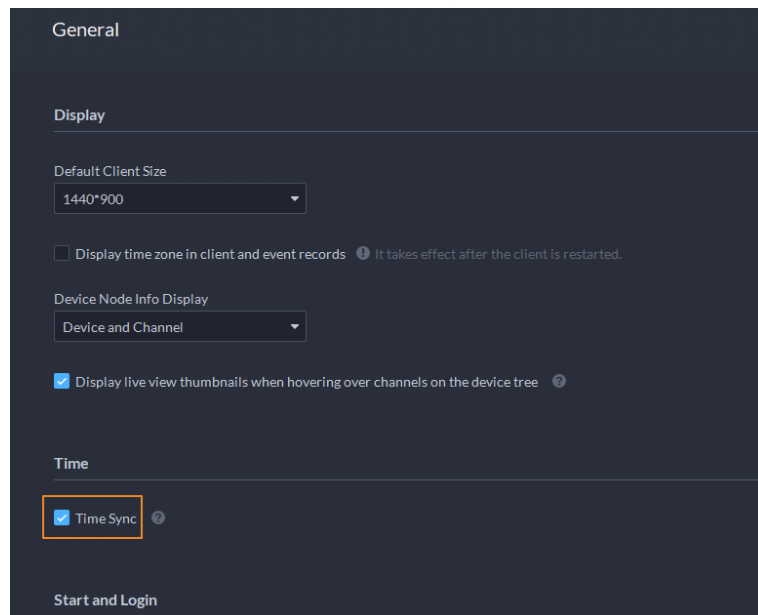 General
Display
Default Client Size
1440*900
Display time zone in client and event records It takes effect after the client is restarted.
Device Node Info Display
Device and Channel
Display live view thumbnails when hovering over channels on the device tree
Time
Time Sync
Start and Login